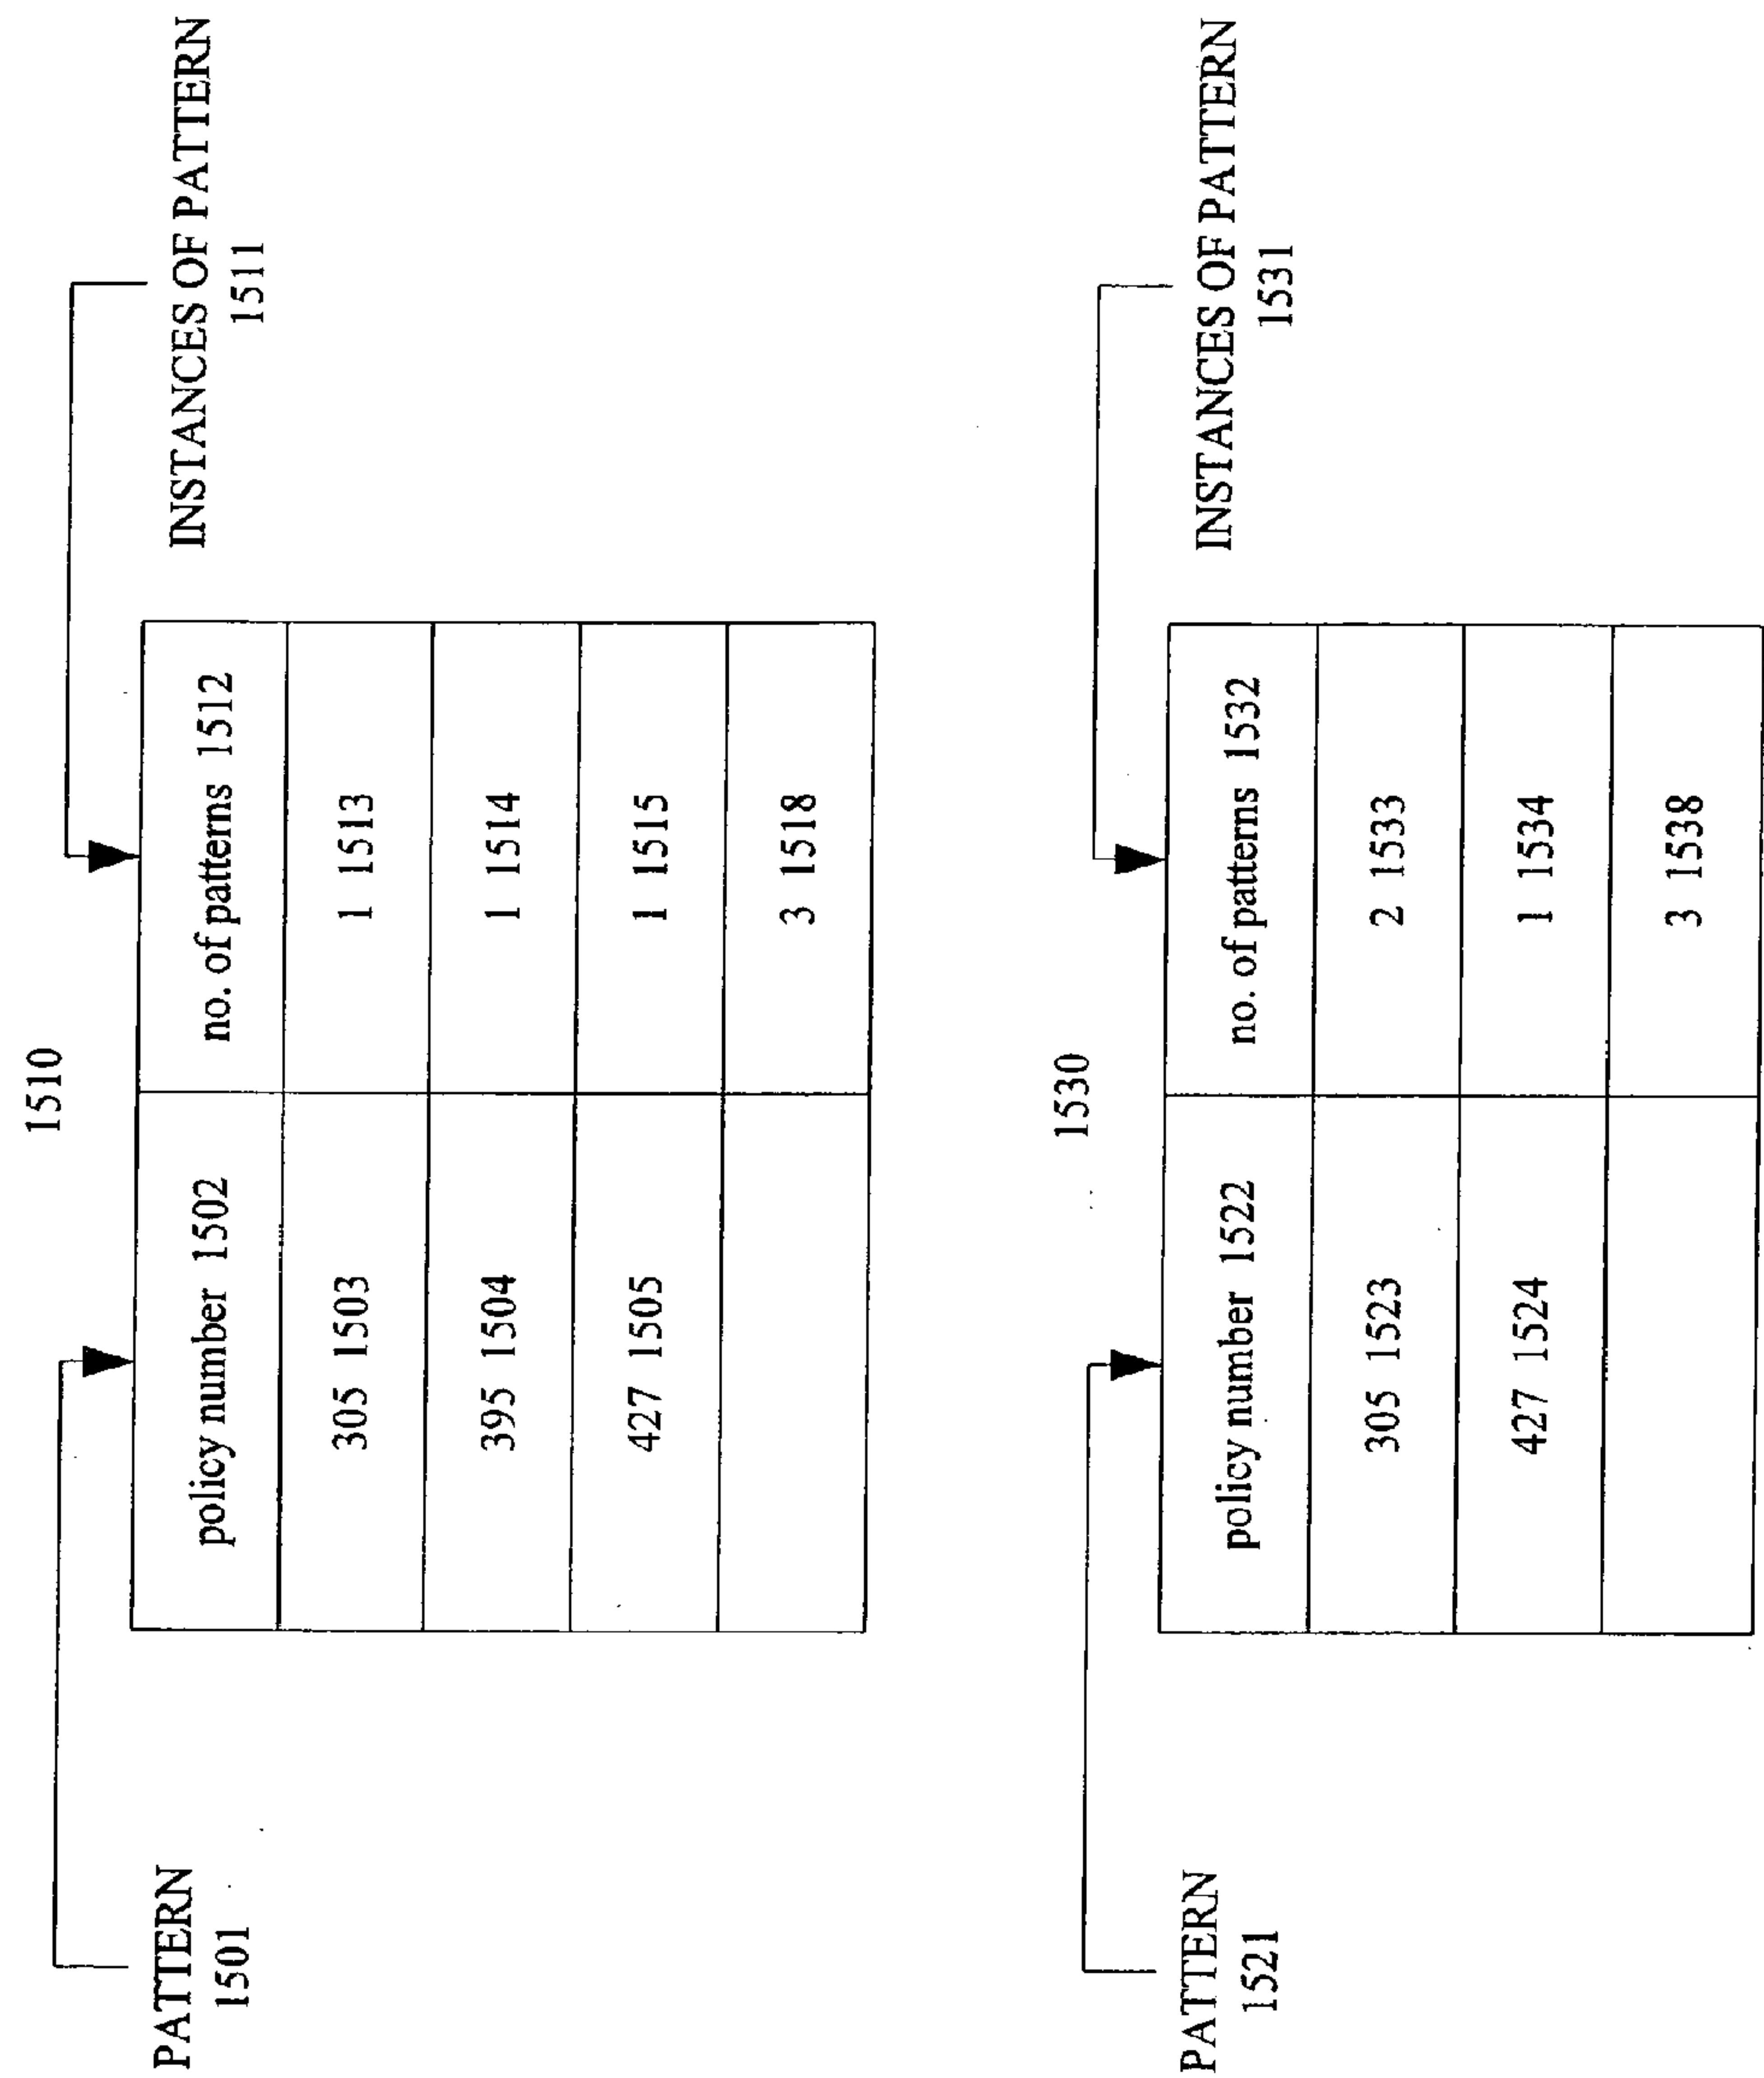 1510
PATTERN
1501
INSTANCES OF PATTERN
1511
policy number 1502 no. of patterns 1512
305 1503 1 1513
395 1504 1 1514
427 1505 1 1515
3 1518
1530
PATTERN
1521
INSTANCES OF PATTERN
1531
policy number 1522 no. of patterns 1532
305 1523 2 1533
427 1524 1 1534
3 1538